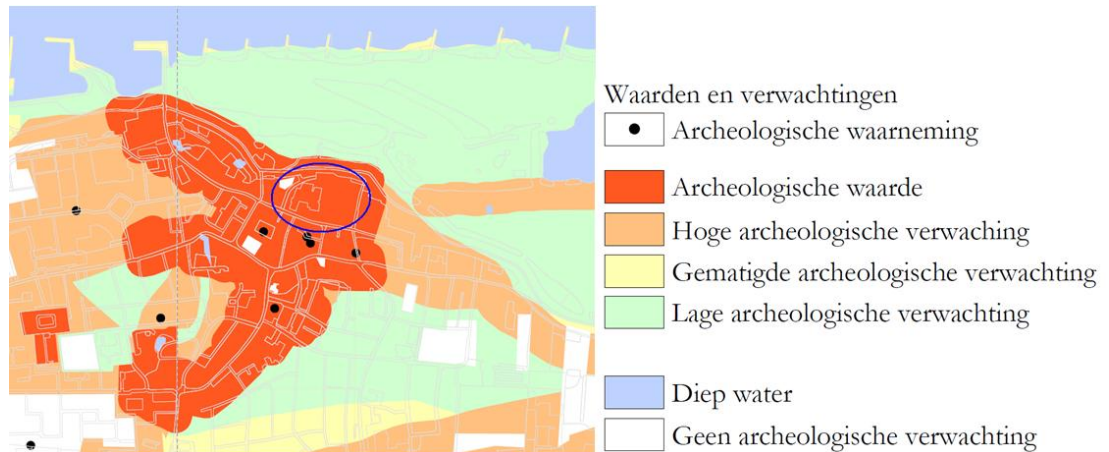 Waarden en verwachtingen
Archeologische waarneming
Archeologische waarde
Hoge archeologische verwaching
Gematigde archeologische verwachting
Lage archeologische verwachting
Diep water
Geen archeologische verwachting